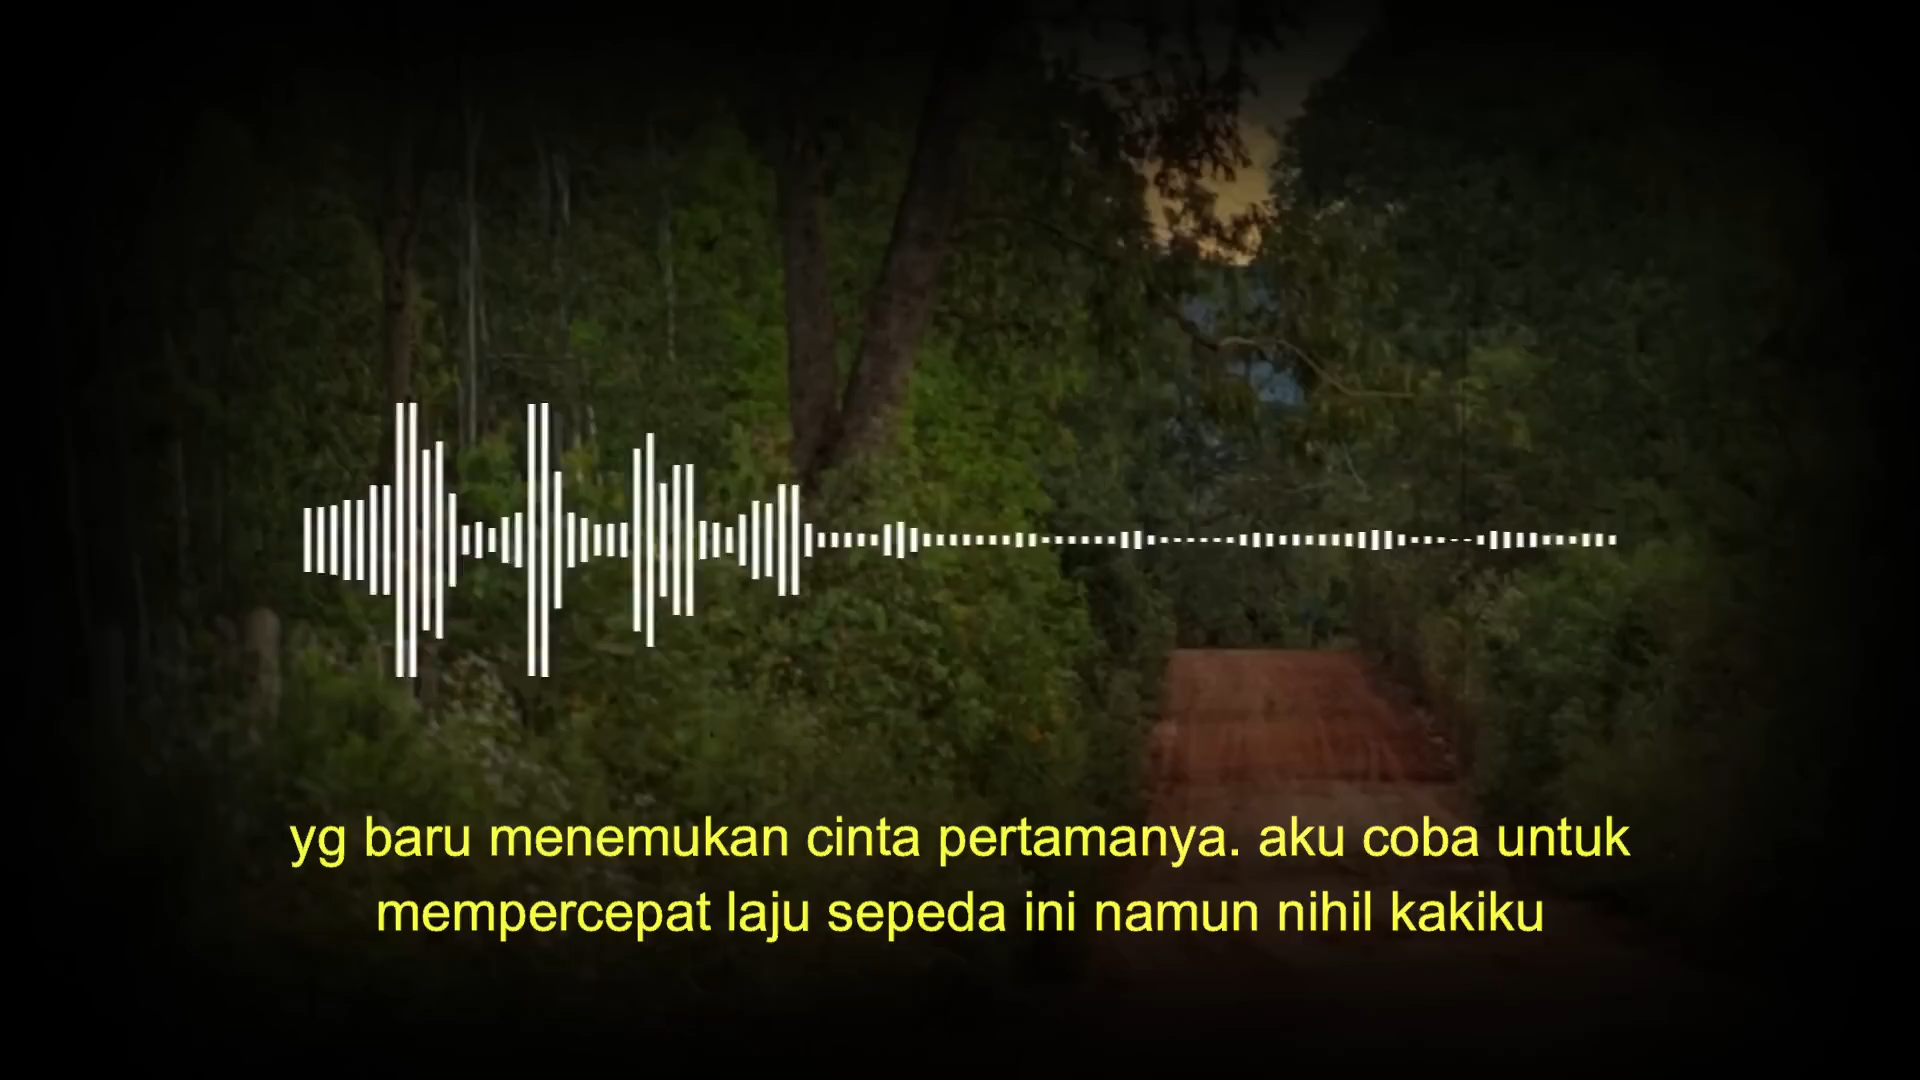 yg baru menemukan cinta pertamanya. aku coba untuk
mempercepat laju sepeda ini namun nihil kakiku